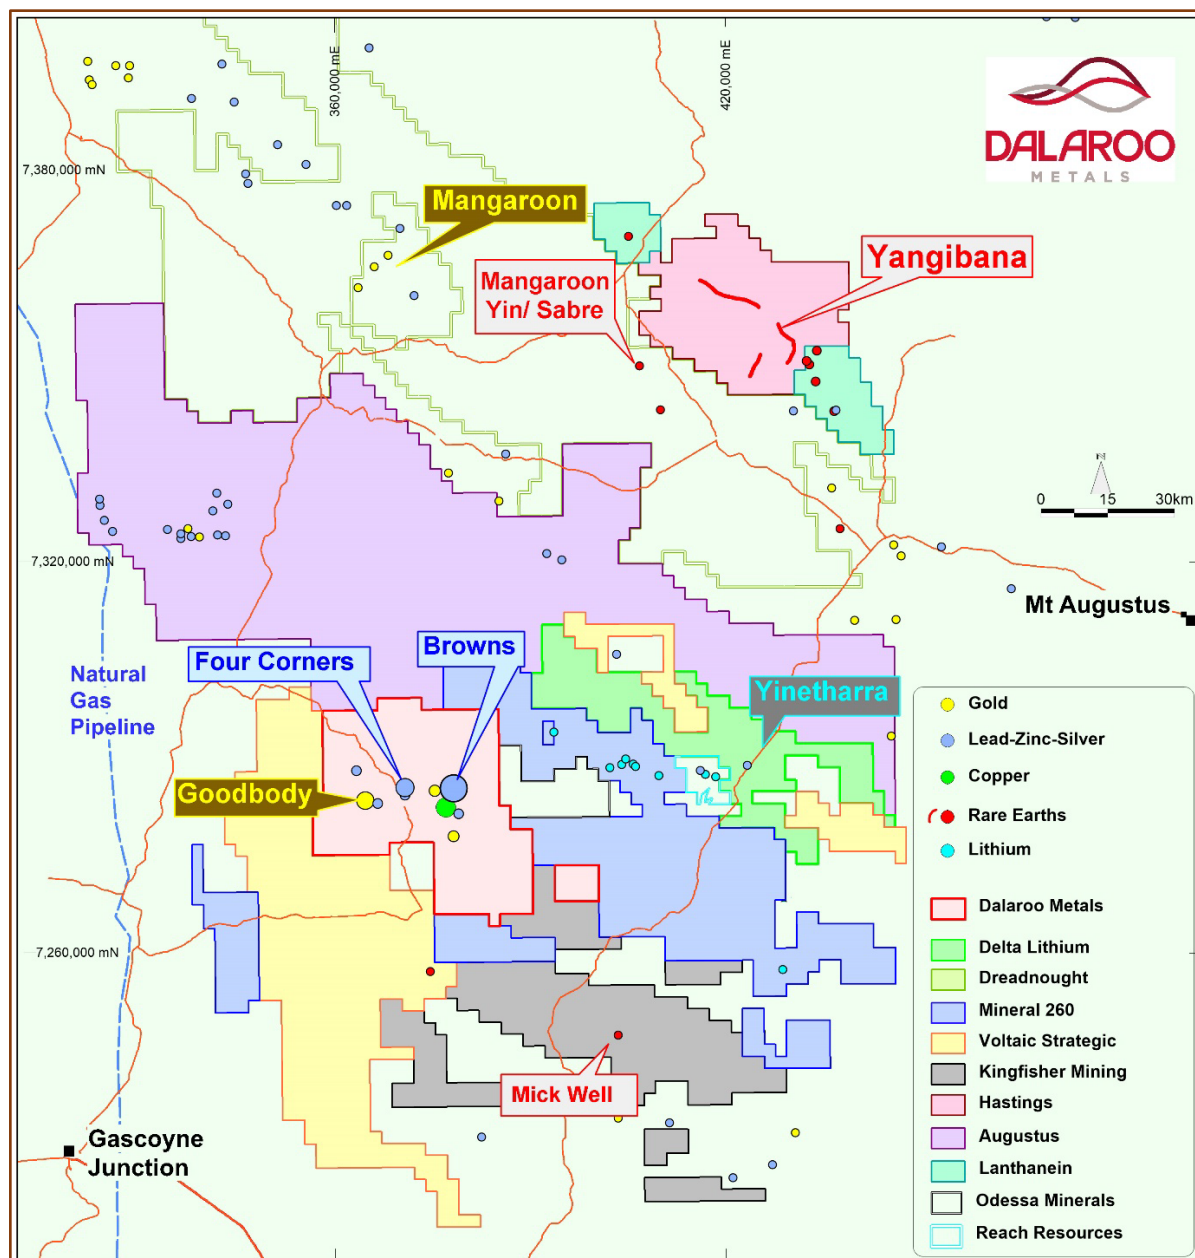 360,000 mE
420,000 mE
DALAROO
METALS
7,380,000 mN
Mangaroon
Yangibana
Mangaroon
Yin/ Sabre
N
0 15 30km
7,320,000 mN
Mt Augustus
Natural
Gas
Pipeline
Four Corners
Browns
Yinetharra
Goodbody
7,260,000 mN
Mick Well
Gascoyne
Junction
Gold
Lead-Zinc-Silver
Copper
Rare Earths
Lithium
Dalaroo Metals
Delta Lithium
Dreadnought
Mineral 260
Voltaic Strategic
Kingfisher Mining
Hastings
Augustus
Lanthanein
Odessa Minerals
Reach Resources